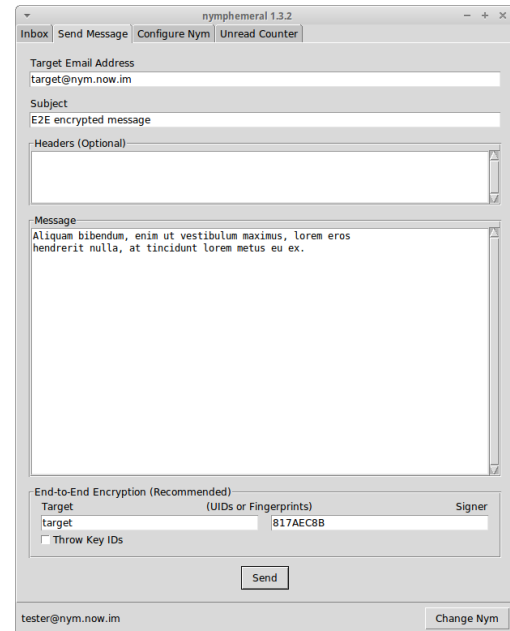 nymphemeral 1.3.2
Inbox Send Message Configure Nym Unread Counter
Target Email Address
target@nym.now.im
Subject
E2E encrypted message
Headers (Optional)
Message
Aliquam bibendum, enim ut vestibulum maximus, lorem eros
hendrerit nulla, at tincidunt lorem metus eu ex.
End-to-End Encryption (Recommended)
Target (UIDs or Fingerprints) Signer
target 817AEC8B
Throw Key IDs
Send
tester@nym.now.im Change Nym